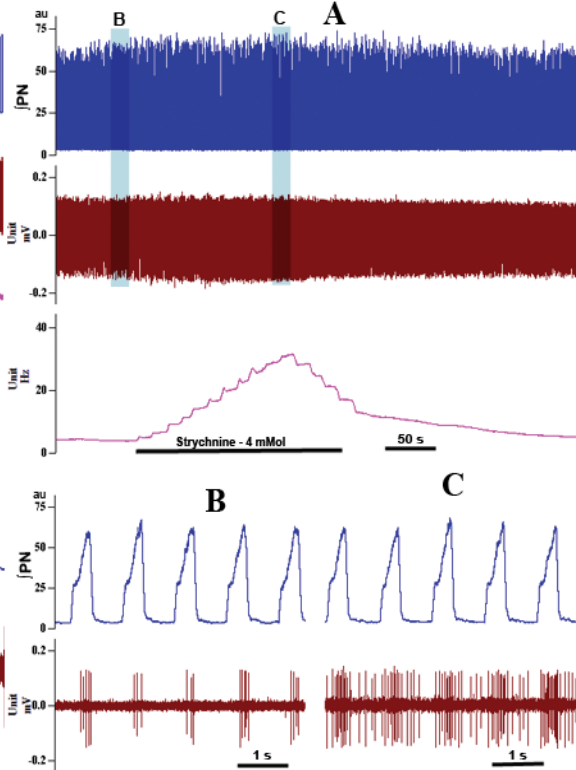 au
B
C
A
75
50
25
0
∫PN
0.2
0.0
-0.2
Unit
mV
40
20
0
Unit
Hz
Strychnine - 4 mMol
50 s
au
B
C
75
50
25
0
∫PN
0.2
0.0
-0.2
Unit
mV
1 s
1 s